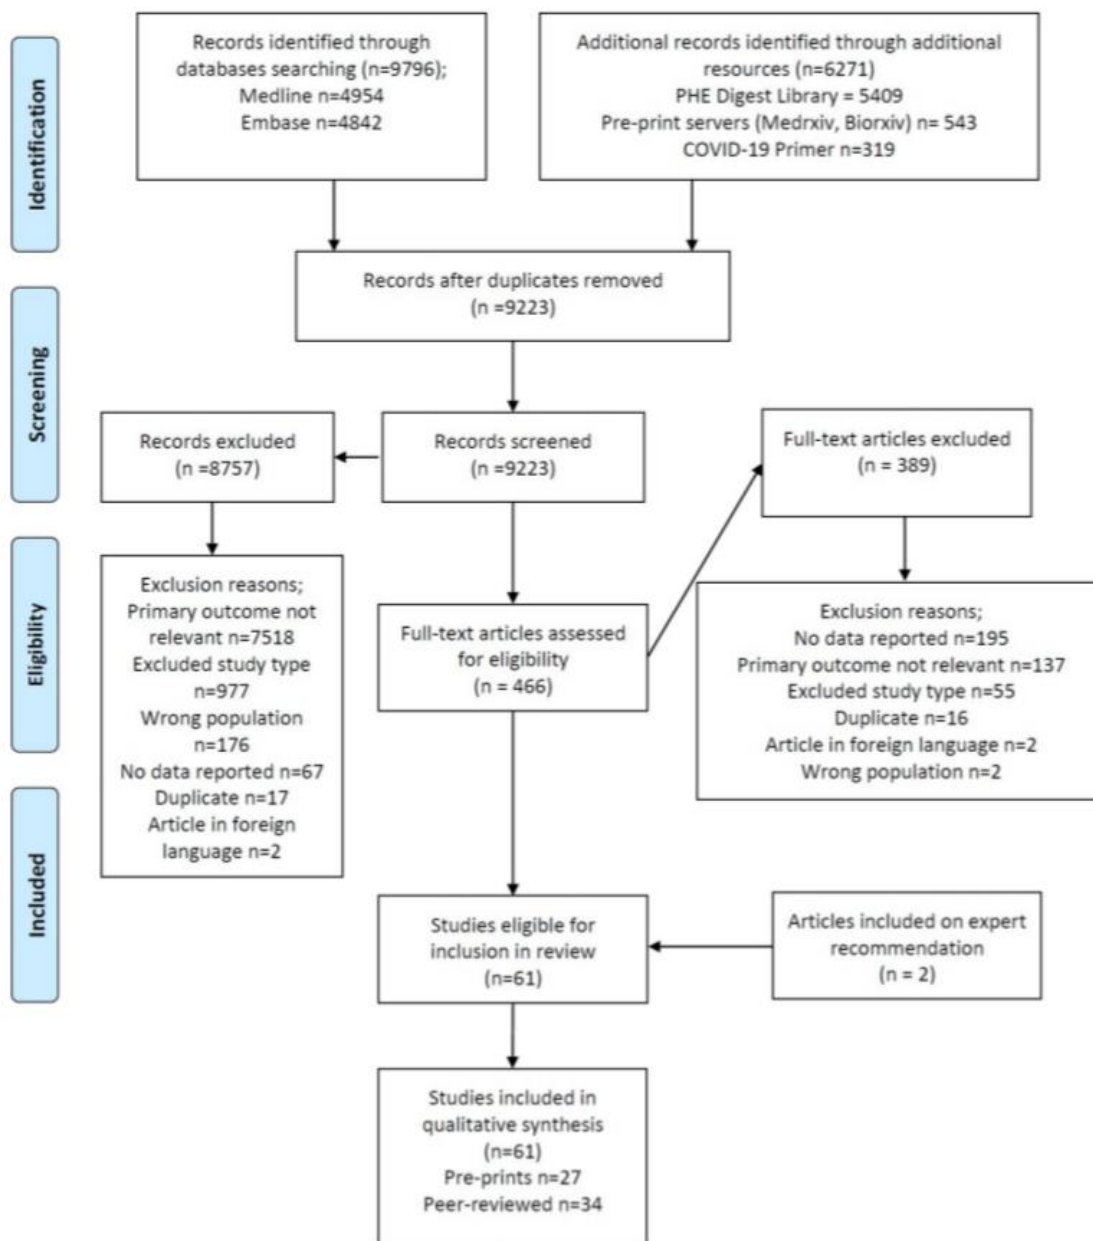 Identification
Records identified through
databases searching (n=9796);
Medline n=4954
Embase n=4842
Additional records identified through additional
resources (n=6271)
PHE Digest Library = 5409
Pre-print servers (Medrxiv, Biorxiv) n= 543
COVID-19 Primer n=319
Records after duplicates removed
(n =9223)
Screening
Records excluded
(n =8757)
Records screened
(n =9223)
Full-text articles excluded
(n = 389)
Eligibility
Exclusion reasons;
Primary outcome not
relevant n=7518
Excluded study type
n=977
Wrong population
n=176
No data reported n=67
Duplicate n=17
Article in foreign
language n=2
Full-text articles assessed
for eligibility
(n = 466)
Exclusion reasons;
No data reported n=195
Primary outcome not relevant n=137
Excluded study type n=55
Duplicate n=16
Article in foreign language n=2
Wrong population n=2
Included
Studies eligible for
inclusion in review
(n=61)
Articles included on expert
recommendation
(n = 2)
Studies included in
qualitative synthesis
(n=61)
Pre-prints n=27
Peer-reviewed n=34